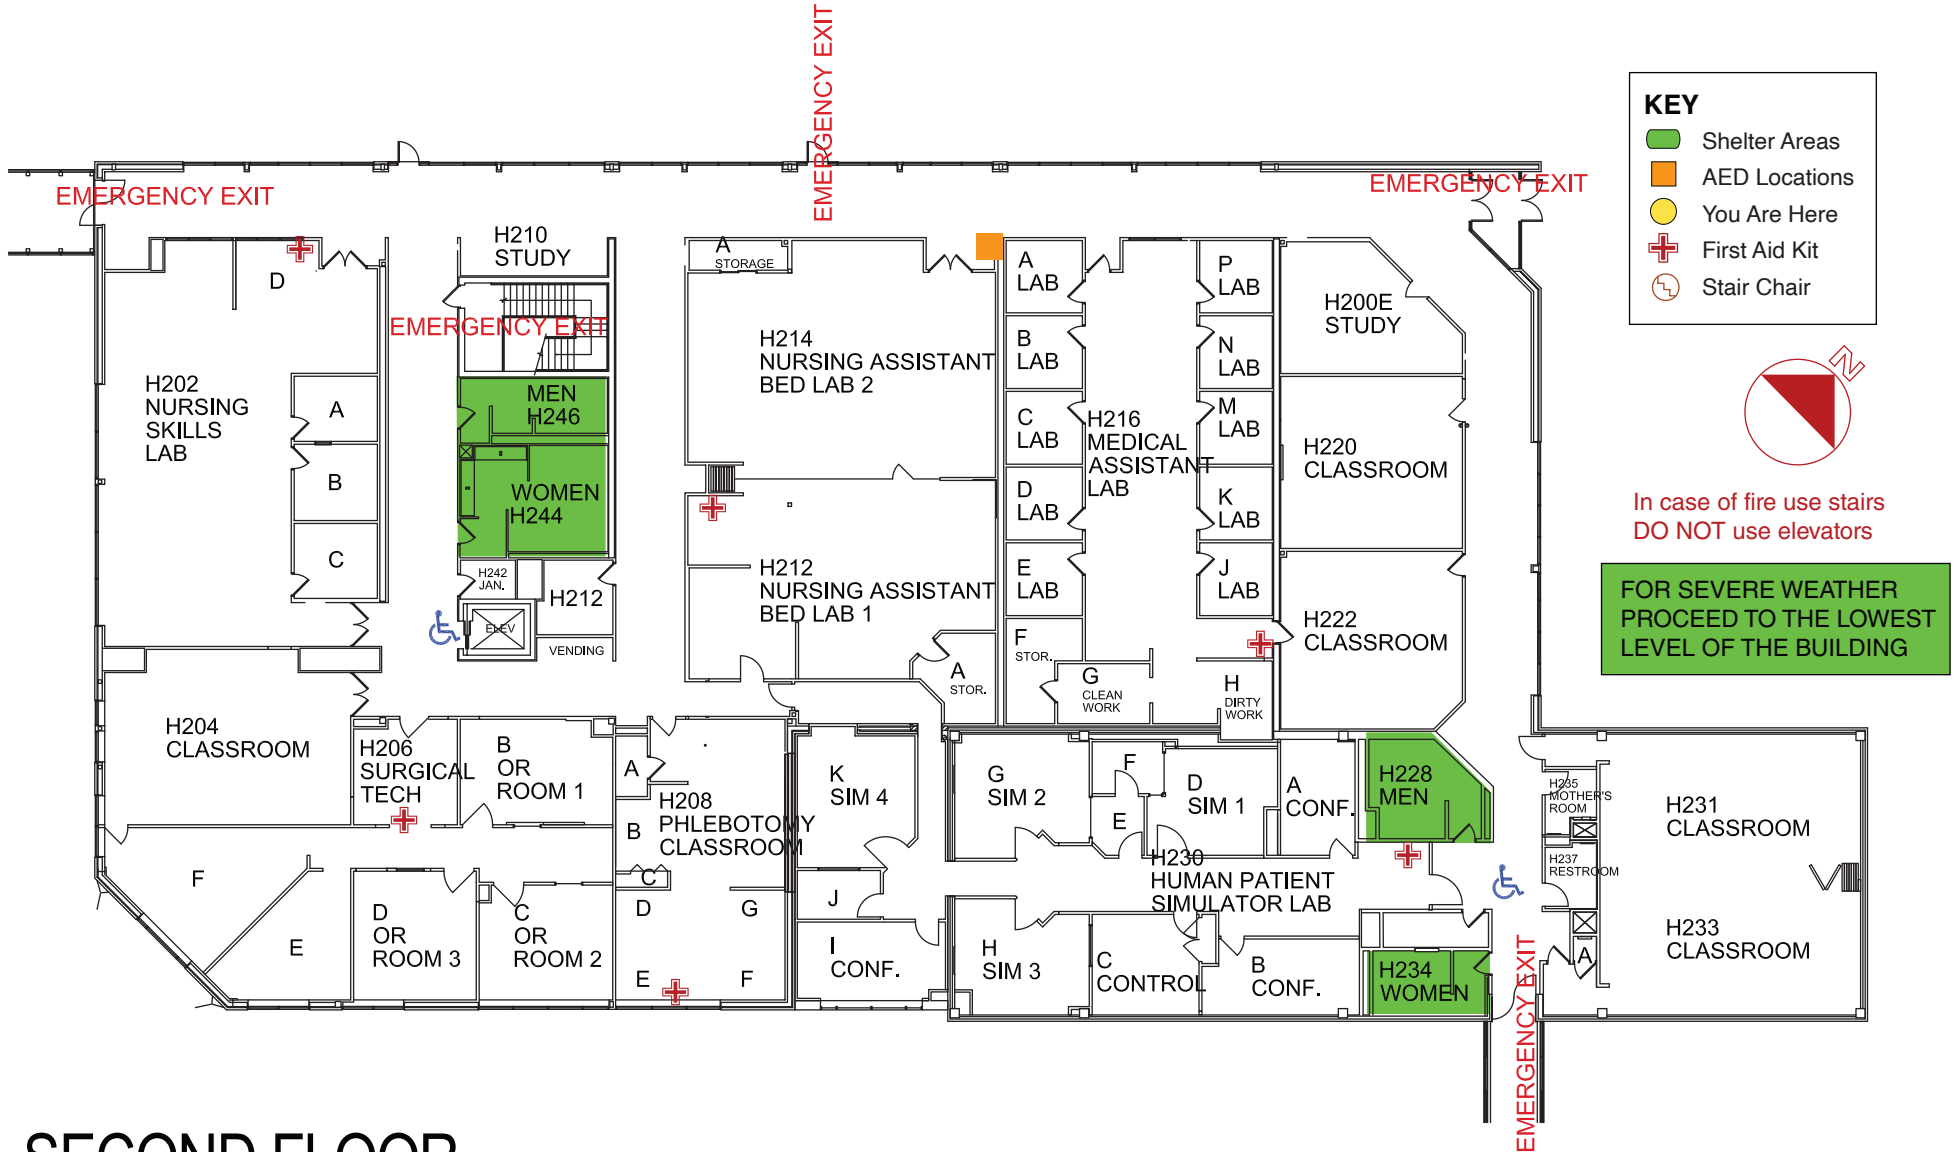 EMERGENCY EXIT
EMERGENCY EXIT
EMERGENCY EXIT
EMERGENCY EXIT
EMERGENCY EXIT
KEY
Shelter Areas
AED Locations
You Are Here
First Aid Kit
Stair Chair
N
In case of fire use stairs
DO NOT use elevators
FOR SEVERE WEATHER
PROCEED TO THE LOWEST
LEVEL OF THE BUILDING
H210
STUDY
D
H202
NURSING
SKILLS
LAB
A
B
C
MEN
H246
WOMEN
H244
H242
JAN.
H212
ELEV
VENDING
A
STORAGE
H214
NURSING ASSISTANT
BED LAB 2
H212
NURSING ASSISTANT
BED LAB 1
A
STOR.
A
LAB
B
LAB
C
LAB
D
LAB
E
LAB
F
STOR.
G
CLEAN
WORK
H
DIRTY
WORK
H216
MEDICAL
ASSISTANT
LAB
P
LAB
N
LAB
M
LAB
K
LAB
J
LAB
H200E
STUDY
H220
CLASSROOM
H222
CLASSROOM
H204
CLASSROOM
H206
SURGICAL
TECH
B
OR
ROOM 1
F
E
D
OR
ROOM 3
C
OR
ROOM 2
A
H208
PHLEBOTOMY
CLASSROOM
B
C
D
G
E
F
K
SIM 4
J
I
CONF.
G
SIM 2
F
E
D
SIM 1
A
CONF.
H228
MEN
H230
HUMAN PATIENT
SIMULATOR LAB
H
SIM 3
C
CONTROL
B
CONF.
H234
WOMEN
H235
MOTHER'S
ROOM
H237
RESTROOM
A
H231
CLASSROOM
H233
CLASSROOM
SECOND FLOOR